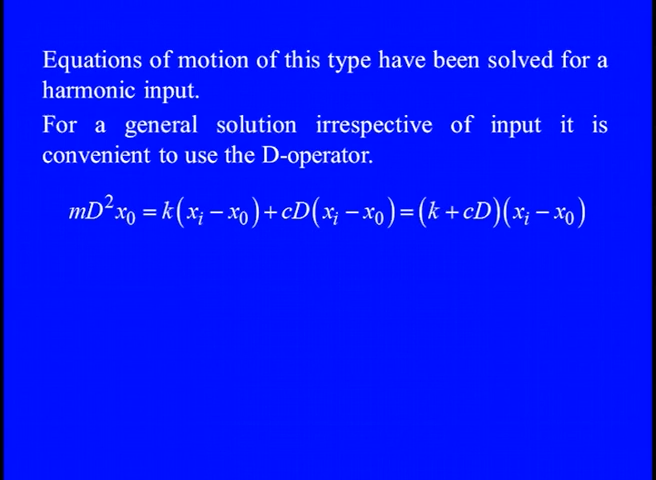 Equations of motion of this type have been solved for a
harmonic input.
For a general solution irrespective of input it is
convenient to use the D-operator.
mD²x₀ = k(xᵢ − x₀) + cD(xᵢ − x₀) = (k + cD)(xᵢ − x₀)